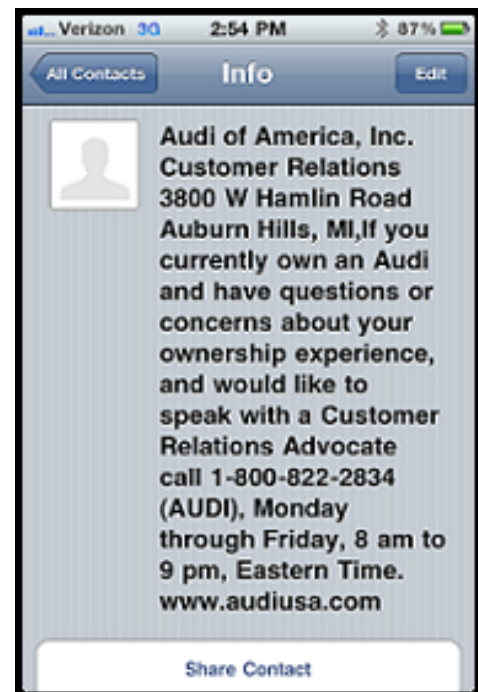 Verizon 3G 2:54 PM 87%
All Contacts Info Edit
Audi of America, Inc.
Customer Relations
3800 W Hamlin Road
Auburn Hills, MI,If you
currently own an Audi
and have questions or
concerns about your
ownership experience,
and would like to
speak with a Customer
Relations Advocate
call 1-800-822-2834
(AUDI), Monday
through Friday, 8 am to
9 pm, Eastern Time.
www.audiusa.com
Share Contact